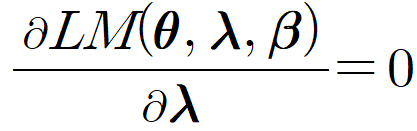 ∂LM(θ, λ, β)
∂λ
= 0